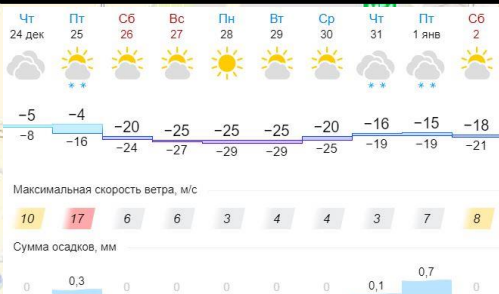 Чт Пт Сб Вс Пн Вт Ср Чт Пт Сб
24 дек 25 26 27 28 29 30 31 1 янв 2
−5 −4 −20 −25 −25 −25 −20 −16 −15 −18
−8 −16 −24 −27 −29 −29 −25 −19 −19 −21
Максимальная скорость ветра, м/с
10 17 6 6 3 4 4 3 7 8
Сумма осадков, мм
0 0,3 0 0 0 0 0 0,1 0,7 0